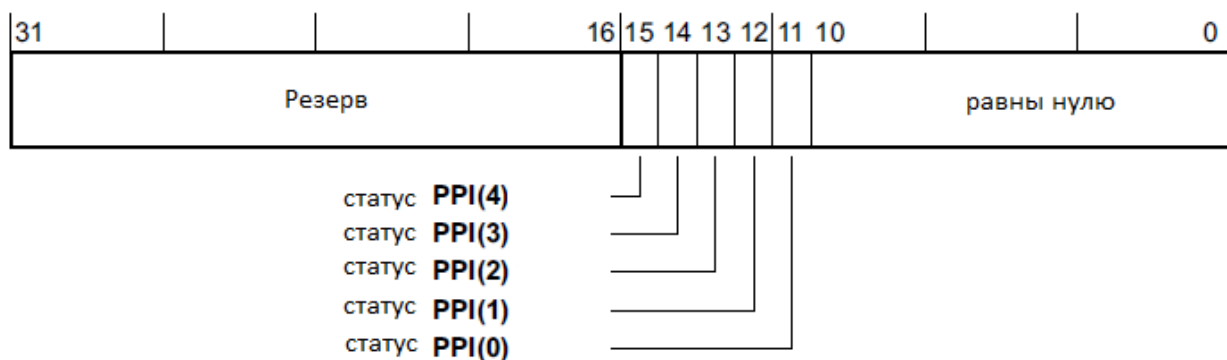 31 16 15 14 13 12 11 10 0
Резерв равны нулю
статус PPI(4)
статус PPI(3)
статус PPI(2)
статус PPI(1)
статус PPI(0)